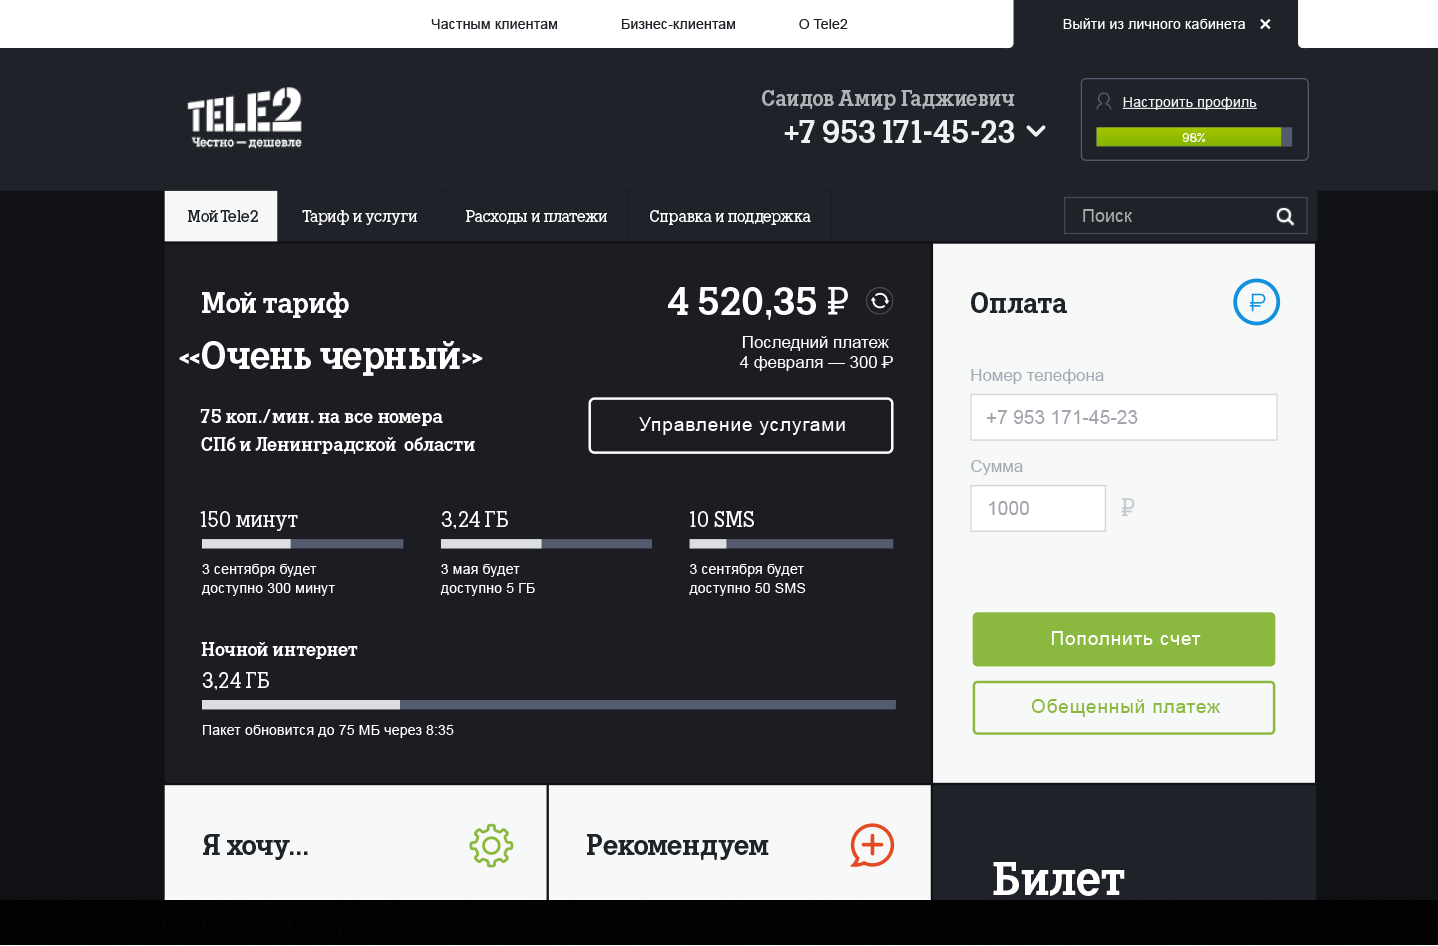 Частным клиентам
Бизнес-клиентам
О Tele2
Выйти из личного кабинета
TELE2
Честно — дешевле
Саидов Амир Гаджиевич
+7 953 171-45-23
Настроить профиль
98%
Мой Tele2
Тариф и услуги
Расходы и платежи
Справка и поддержка
Поиск
Мой тариф
«Очень черный»
75 коп./мин. на все номера
СПб и Ленинградской области
4 520,35 ₽
Последний платеж
4 февраля — 300 ₽
Управление услугами
150 минут
3 сентября будет
доступно 300 минут
3,24 ГБ
3 мая будет
доступно 5 ГБ
10 SMS
3 сентября будет
доступно 50 SMS
Ночной интернет
3,24 ГБ
Пакет обновится до 75 МБ через 8:35
Оплата
₽
Номер телефона
+7 953 171-45-23
Сумма
1000 ₽
Пополнить счет
Обещенный платеж
Я хочу...
Рекомендуем
Билет